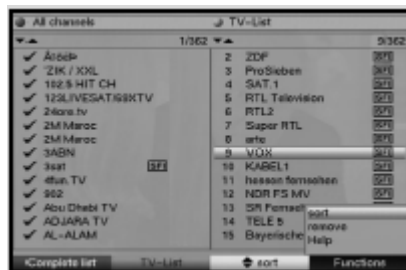 All channels
TV-List
1/362
9/362
'ZIK / XXL
102.5 HIT CH
123LIVESAT/69XTV
24ore.tv
2M Maroc
2M Maroc
3ABN
3sat
4fun.TV
902
Abu Dhabi TV
ADJARA TV
AL-ALAM
2 ZDF
3 ProSieben
4 SAT.1
5 RTL Television
6 RTL2
7 Super RTL
8 arte
9 VOX
10 KABEL1
11 hessen fernsehen
12 NDR FS MV
13 SR Fernseh
14 TELE 5
15 Bayerische
sort
remove
Help
Complete list
TV-List
sort
Functions